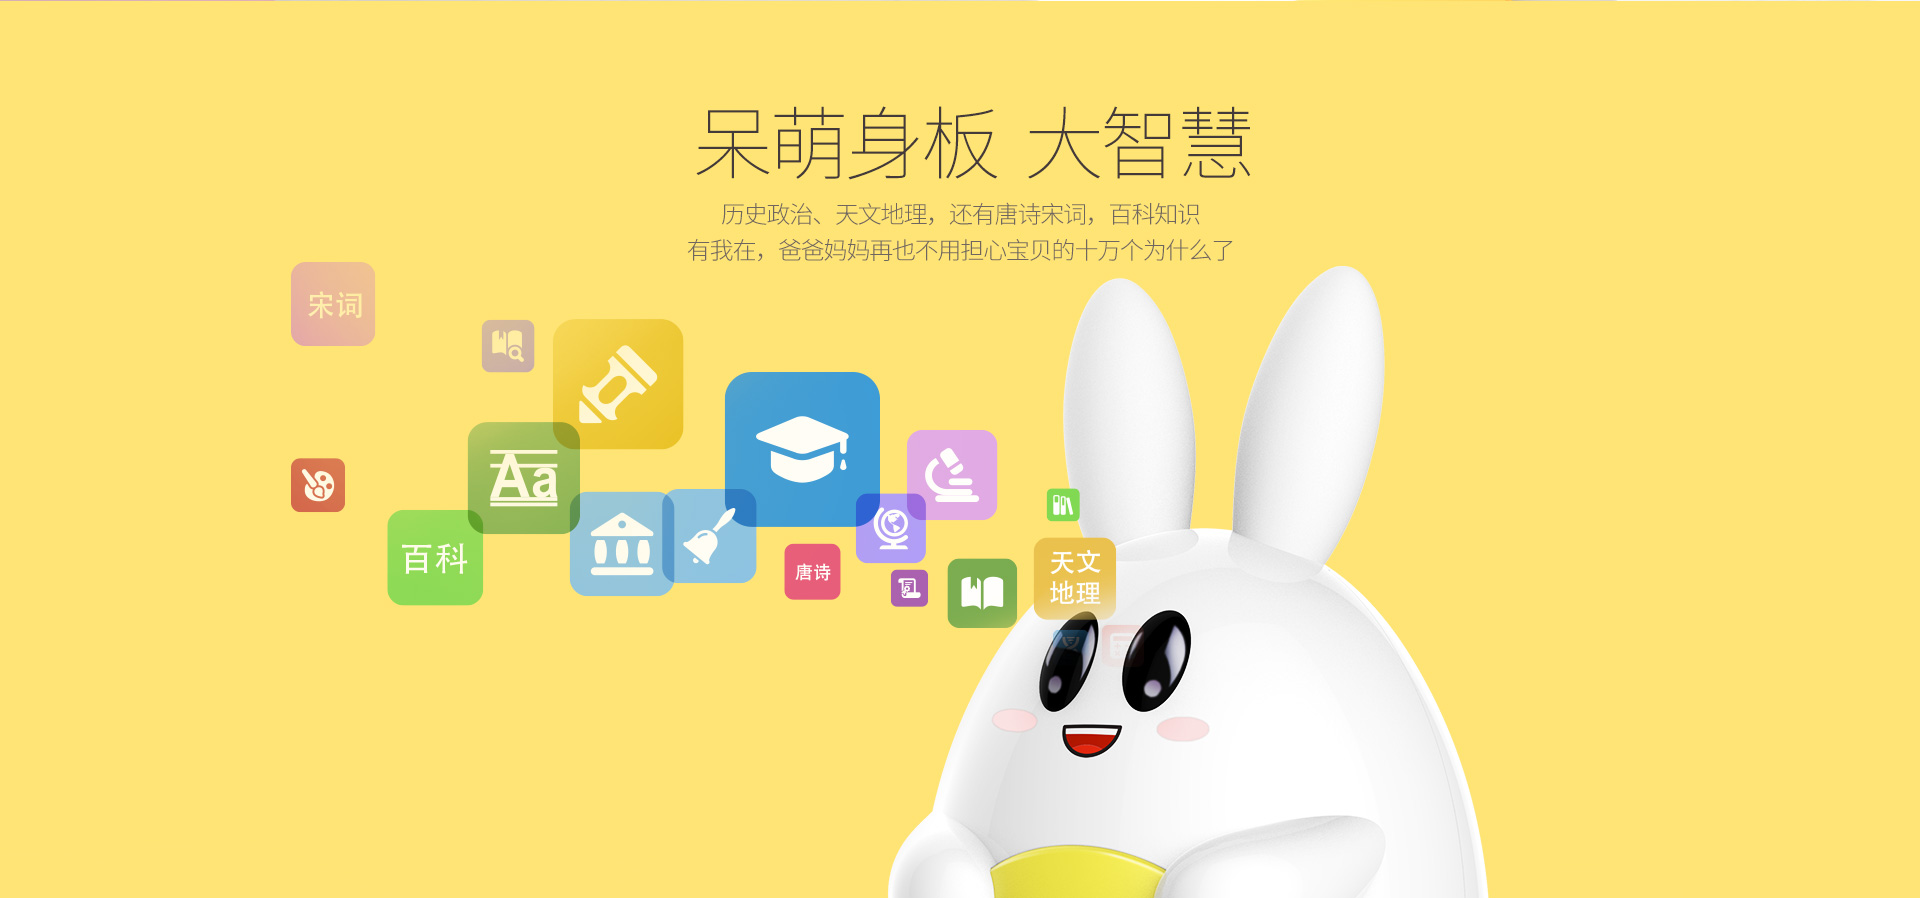 呆萌身板 大智慧
历史政治、天文地理，还有唐诗宋词，百科知识
有我在，爸爸妈妈再也不用担心宝贝的十万个为什么了
宋词
Aa
百科
唐诗
天文
地理